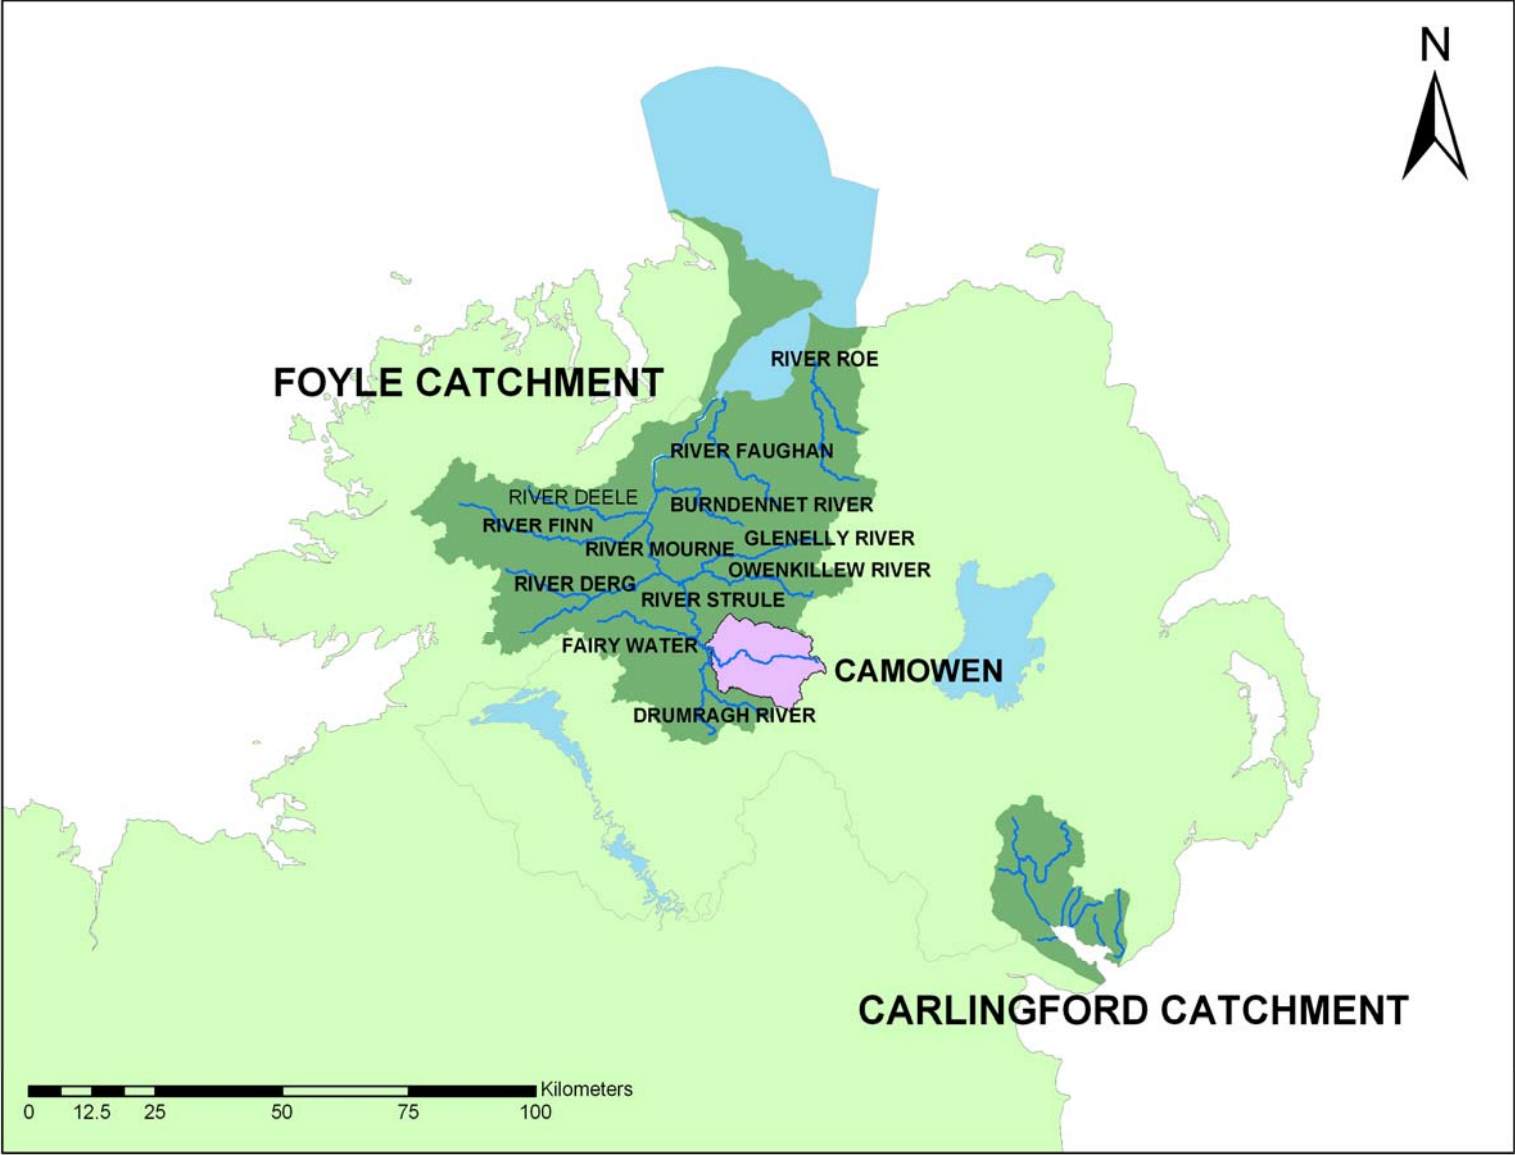 N
RIVER ROE
FOYLE CATCHMENT
RIVER FAUGHAN
RIVER DEELE
BURNDENNET RIVER
RIVER FINN
GLENELLY RIVER
RIVER MOURNE
OWENKILLEW RIVER
RIVER DERG
RIVER STRULE
FAIRY WATER
CAMOWEN
DRUMRAGH RIVER
CARLINGFORD CATCHMENT
Kilometers
0 12.5 25 50 75 100